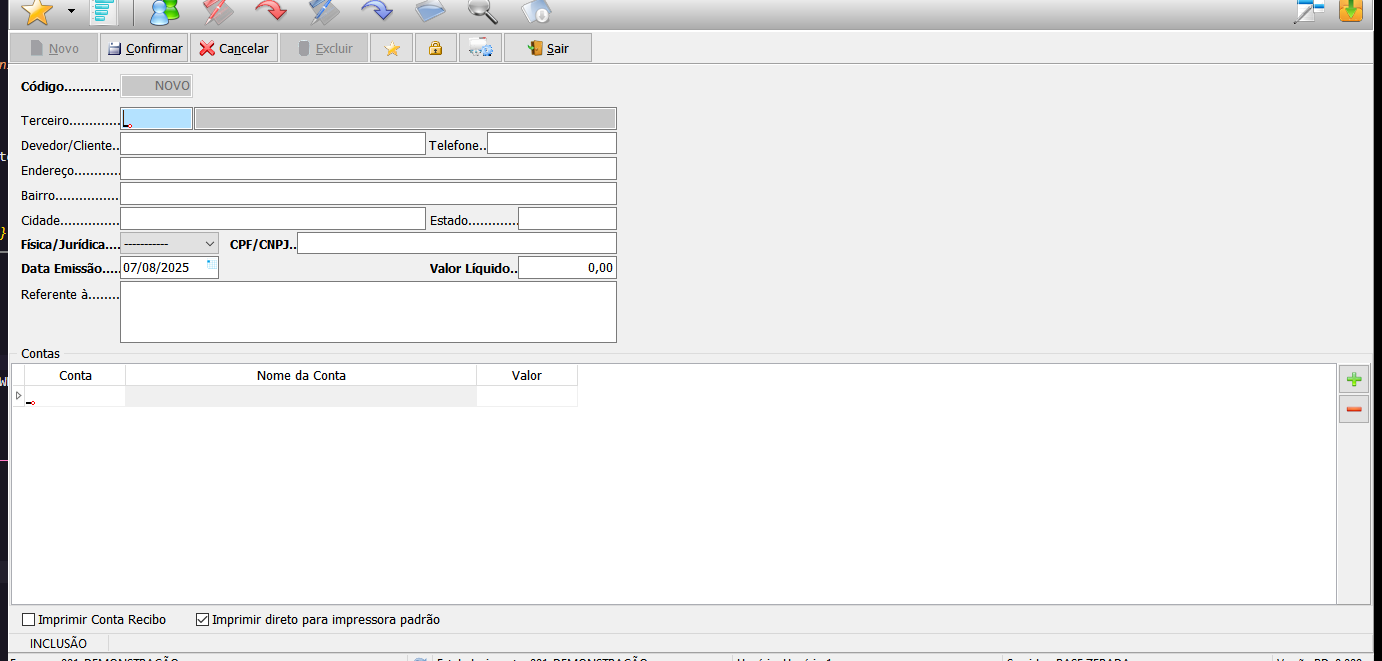 Novo Confirmar Cancelar Excluir Sair
Código.............. NOVO
Terceiro.............
Devedor/Cliente.. Telefone..
Endereço............
Bairro.................
Cidade............... Estado.............
Física/Jurídica.... ----------- CPF/CNPJ..
Data Emissão..... 07/08/2025 Valor Líquido.. 0,00
Referente à........
Contas
Conta Nome da Conta Valor
Imprimir Conta Recibo Imprimir direto para impressora padrão
INCLUSÃO